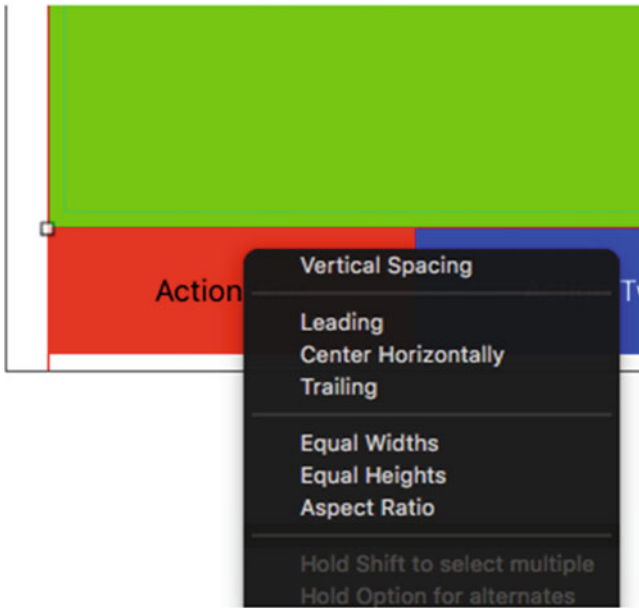 Action
Tw
Vertical Spacing
Leading
Center Horizontally
Trailing
Equal Widths
Equal Heights
Aspect Ratio
Hold Shift to select multiple
Hold Option for alternates